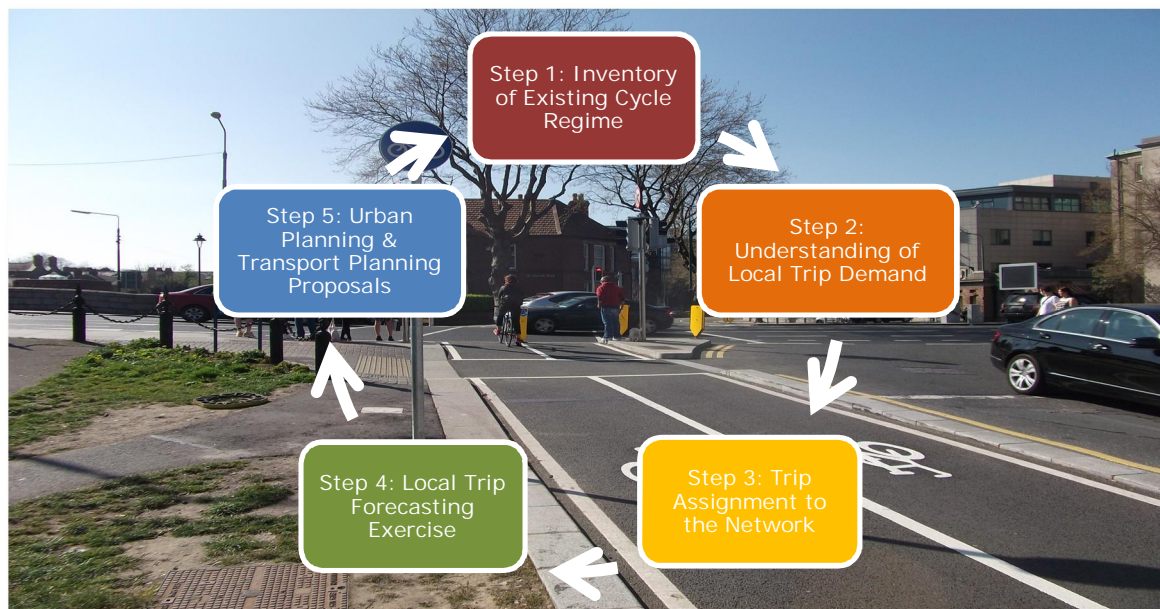 Step 1: Inventory
of Existing Cycle
Regime
Step 2:
Understanding of
Local Trip Demand
Step 3: Trip
Assignment to
the Network
Step 4: Local Trip
Forecasting
Exercise
Step 5: Urban
Planning &
Transport Planning
Proposals